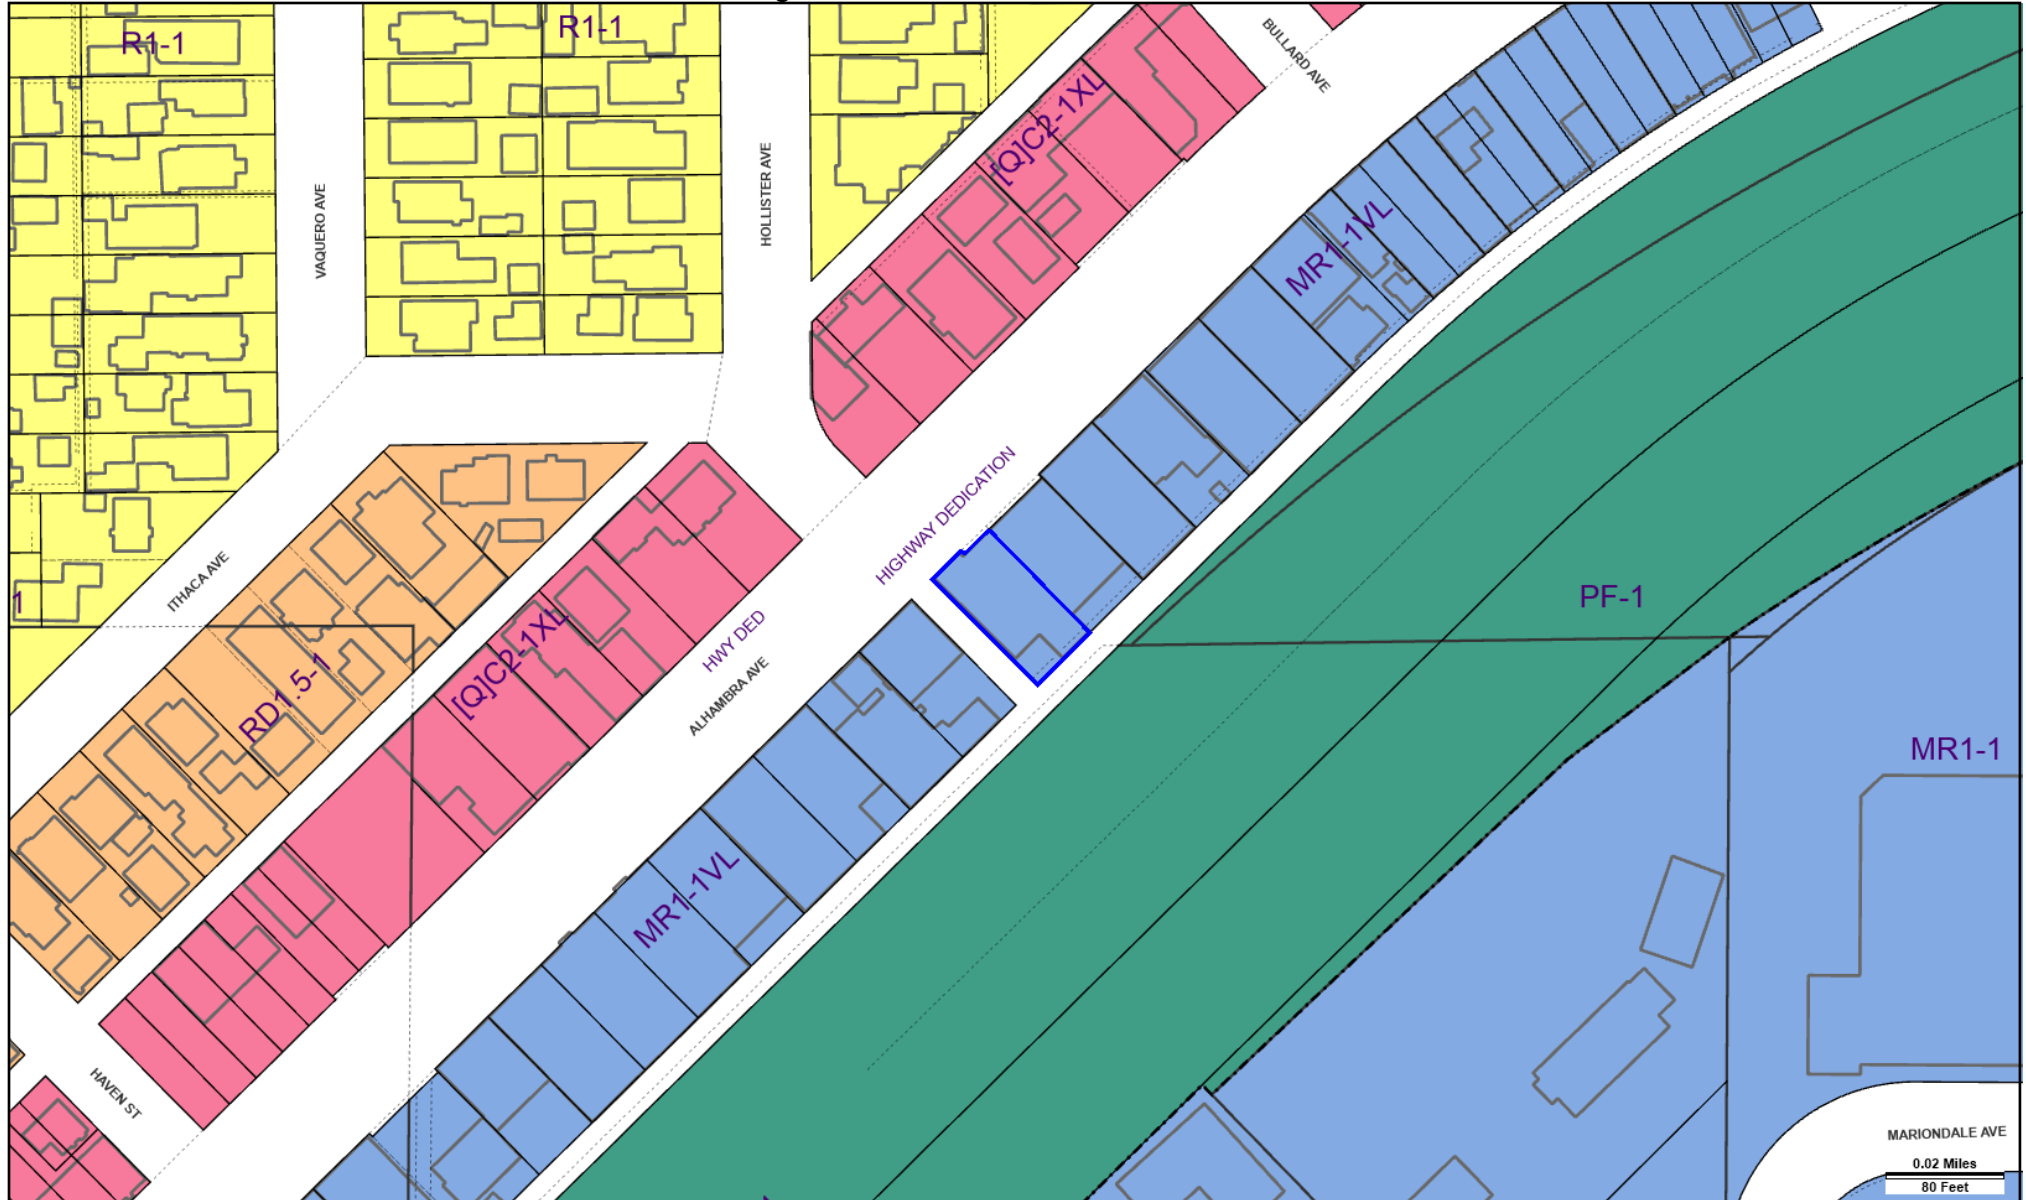 R1-1
R1-1
BULLARD AVE
[Q]C2-1XL
HOLLISTER AVE
VAQUERO AVE
MR1-1VL
HIGHWAY DEDICATION
ITHACA AVE
1
PF-1
HWY DED
[Q]C2-1XL
RD1.5-1
ALHAMBRA AVE
MR1-1
MR1-1VL
HAVEN ST
MARIONDALE AVE
0.02 Miles
80 Feet